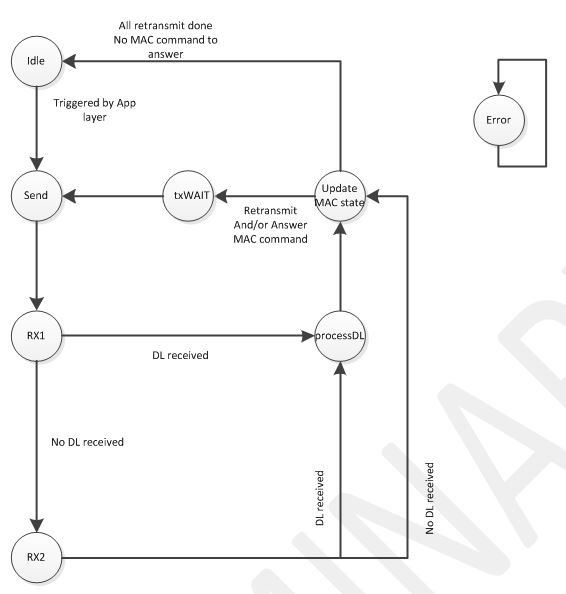 All retransmit done
No MAC command to
answer
Idle
Triggered by App
layer
Error
Send
txWAIT
Update
MAC state
Retransmit
And/or Answer
MAC command
RX1
processDL
DL received
No DL received
DL received
No DL received
RX2